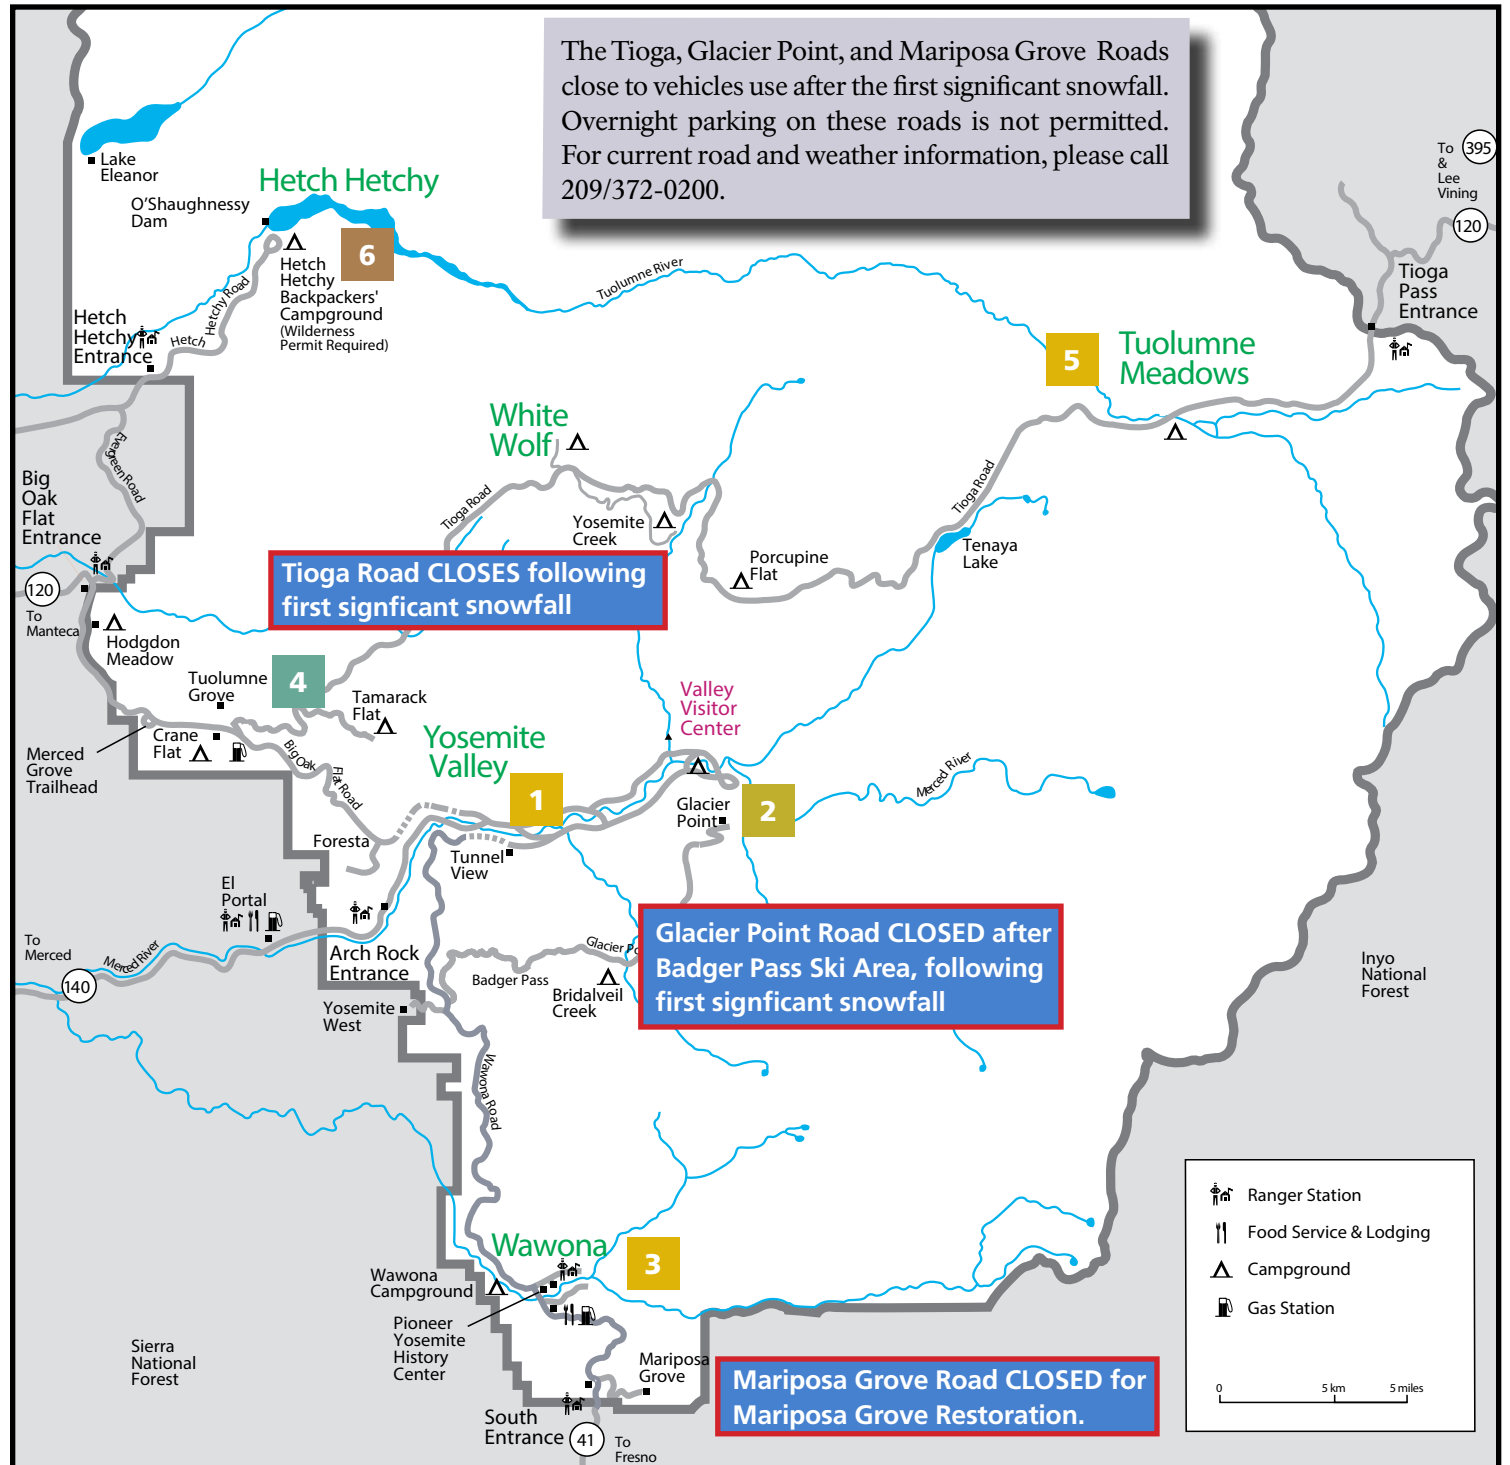 The Tioga, Glacier Point, and Mariposa Grove Roads
close to vehicles use after the first significant snowfall.
Overnight parking on these roads is not permitted.
For current road and weather information, please call
209/372-0200.
To
&
Lee
Vining
395
120
Lake
Eleanor
Hetch Hetchy
O'Shaughnessy
Dam
6
Hetch
Hetchy
Backpackers'
Campground
(Wilderness
Permit Required)
Tuolumne River
Tioga
Pass
Entrance
Hetch
Hetchy
Entrance
Hetch Hetchy Road
5
Tuolumne
Meadows
White
Wolf
Evergreen Road
Big
Oak
Flat
Entrance
Tioga Road
Tioga Road
Yosemite
Creek
Porcupine
Flat
Tenaya
Lake
Tioga Road CLOSES following
first signficant snowfall
120
To
Manteca
Hodgdon
Meadow
Tuolumne
Grove
4
Tamarack
Flat
Valley
Visitor
Center
Crane
Flat
Merced
Grove
Trailhead
Big Oak Flat Road
Yosemite
Valley
1
Merced River
Glacier
Point
2
Foresta
Tunnel
View
El
Portal
To
Merced
Merced River
140
Arch Rock
Entrance
Glacier Po
Badger Pass
Bridalveil
Creek
Glacier Point Road CLOSED after
Badger Pass Ski Area, following
first signficant snowfall
Inyo
National
Forest
Yosemite
West
Wawona Road
Wawona
3
Wawona
Campground
Pioneer
Yosemite
History
Center
Sierra
National
Forest
Mariposa
Grove
Mariposa Grove Road CLOSED for
Mariposa Grove Restoration.
South
Entrance
41
To
Fresno
Ranger Station
Food Service & Lodging
Campground
Gas Station
0 5 km 5 miles